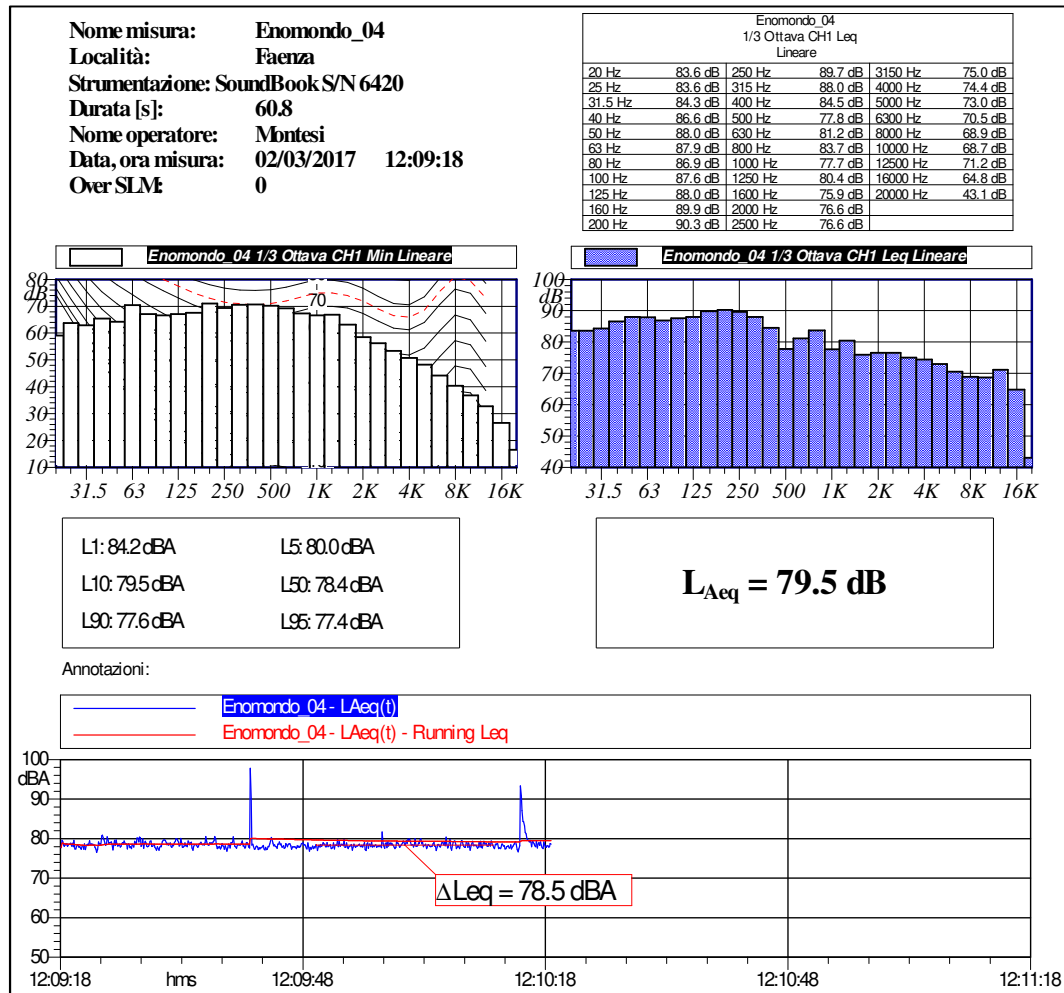 Nome misura: Enomondo_04
Località: Faenza
Strumentazione: SoundBook S/N 6420
Durata [s]: 60.8
Nome operatore: Montesi
Data, ora misura: 02/03/2017 12:09:18
Over SLM: 0
Enomondo_04
1/3 Ottava CH1 Leq
Lineare
20 Hz 83.6 dB 250 Hz 89.7 dB 3150 Hz 75.0 dB
25 Hz 83.6 dB 315 Hz 88.0 dB 4000 Hz 74.4 dB
31.5 Hz 84.3 dB 400 Hz 84.5 dB 5000 Hz 73.0 dB
40 Hz 86.6 dB 500 Hz 77.8 dB 6300 Hz 70.5 dB
50 Hz 88.0 dB 630 Hz 81.2 dB 8000 Hz 68.9 dB
63 Hz 87.9 dB 800 Hz 83.7 dB 10000 Hz 68.7 dB
80 Hz 86.9 dB 1000 Hz 77.7 dB 12500 Hz 71.2 dB
100 Hz 87.6 dB 1250 Hz 80.4 dB 16000 Hz 64.8 dB
125 Hz 88.0 dB 1600 Hz 75.9 dB 20000 Hz 43.1 dB
160 Hz 89.9 dB 2000 Hz 76.6 dB
200 Hz 90.3 dB 2500 Hz 76.6 dB
Enomondo_04 1/3 Ottava CH1 Min Lineare
80
dB
70
60
50
40
30
20
10
70
31.5 63 125 250 500 1K 2K 4K 8K 16K
Enomondo_04 1/3 Ottava CH1 Leq Lineare
100
dB
90
80
70
60
50
40
31.5 63 125 250 500 1K 2K 4K 8K 16K
L1: 84.2 dBA L5: 80.0 dBA
L10: 79.5 dBA L50: 78.4 dBA
L90: 77.6 dBA L95: 77.4 dBA
LAeq = 79.5 dB
Annotazioni:
Enomondo_04 - LAeq(t)
Enomondo_04 - LAeq(t) - Running Leq
100
dBA
90
80
70
60
50
ΔLeq = 78.5 dBA
12:09:18 hms 12:09:48 12:10:18 12:10:48 12:11:18